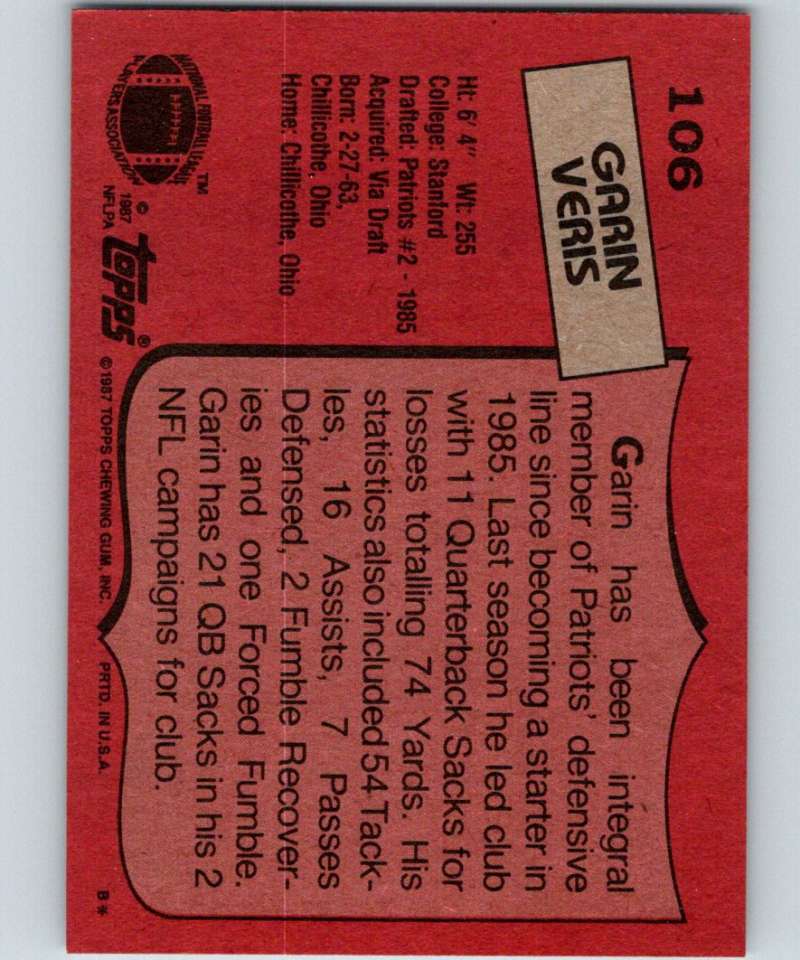 106
GARIN
VERIS
Ht: 6' 4" Wt: 255
College: Stanford
Drafted: Patriots #2 - 1985
Acquired: Via Draft
Born: 2-27-63,
Chillicothe, Ohio
Home: Chillicothe, Ohio
NATIONAL FOOTBALL LEAGUE
PLAYERS ASSOCIATION
™
© 1987
NFLPA
topps®
Garin has been integral
member of Patriots' defensive
line since becoming a starter in
1985. Last season he led club
with 11 Quarterback Sacks for
losses totalling 74 Yards. His
statistics also included 54 Tack-
les, 16 Assists, 7 Passes
Defensed, 2 Fumble Recover-
ies and one Forced Fumble.
Garin has 21 QB Sacks in his 2
NFL campaigns for club.
©1987 TOPPS CHEWING GUM, INC. PRTD. IN U.S.A. B*